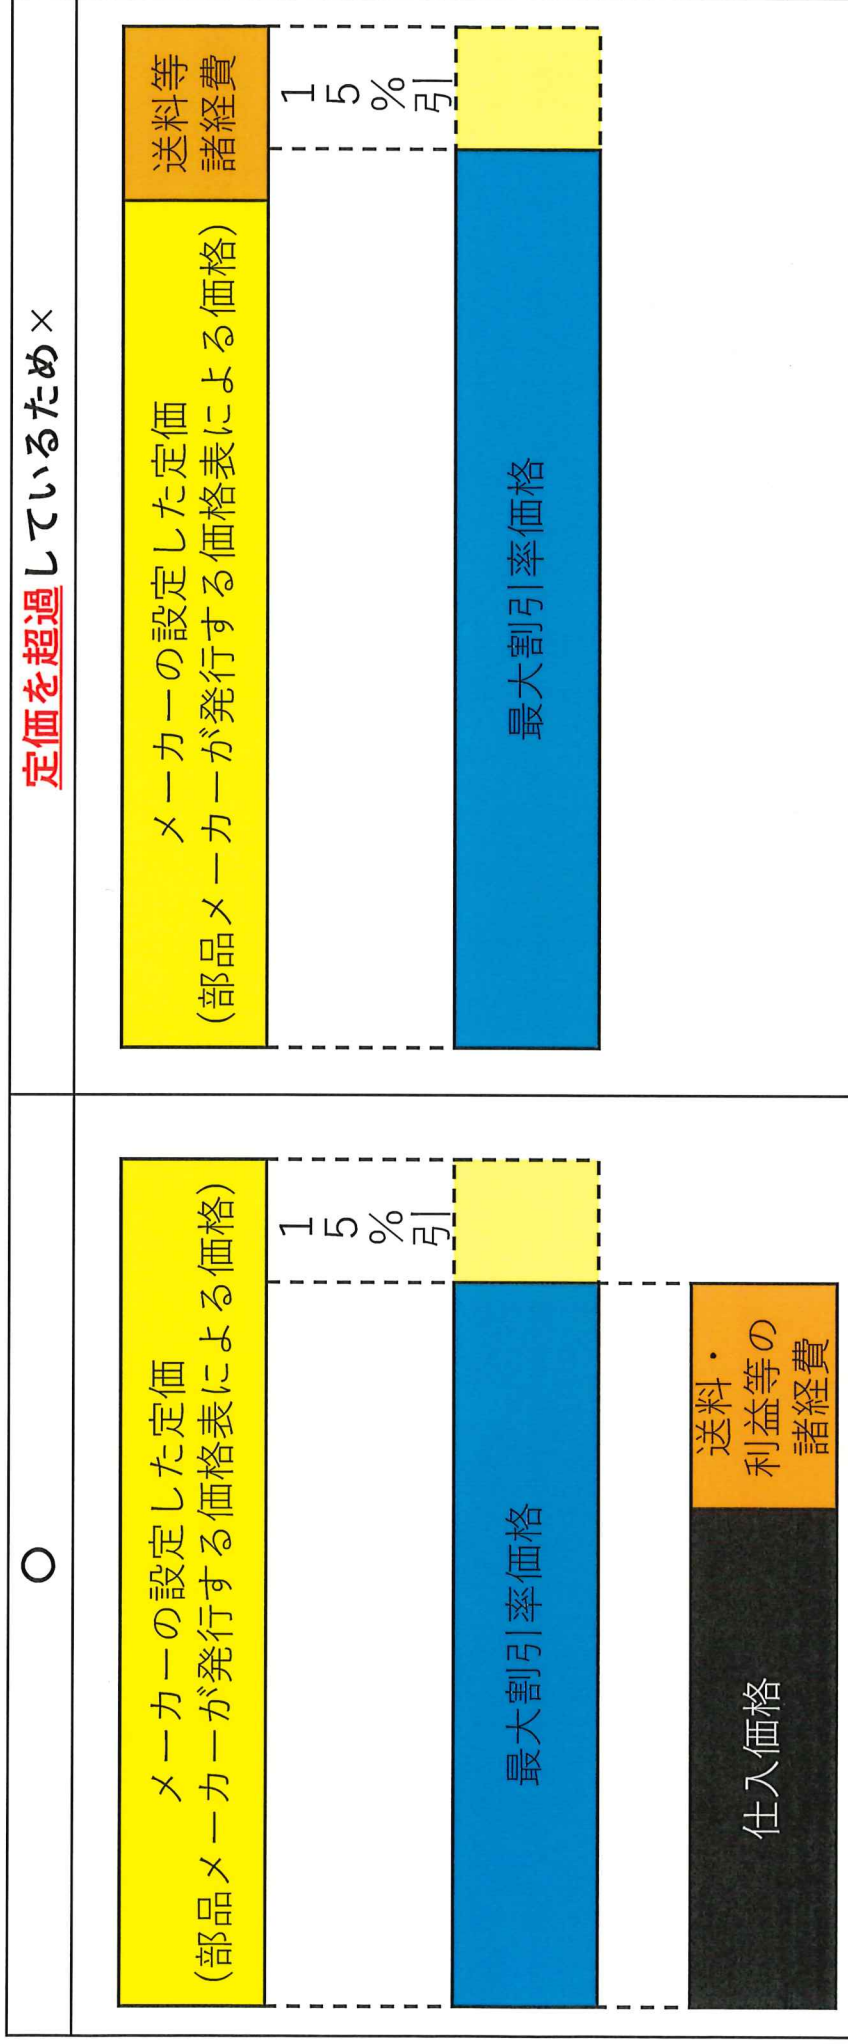 ○
メーカーの設定した定価
(部品メーカーが発行する価格表による価格)
15%引
最大割引率価格
仕入価格
送料・
利益等の
諸経費
定価を超過しているため×
メーカーの設定した定価
(部品メーカーが発行する価格表による価格)
送料等
諸経費
15%引
最大割引率価格